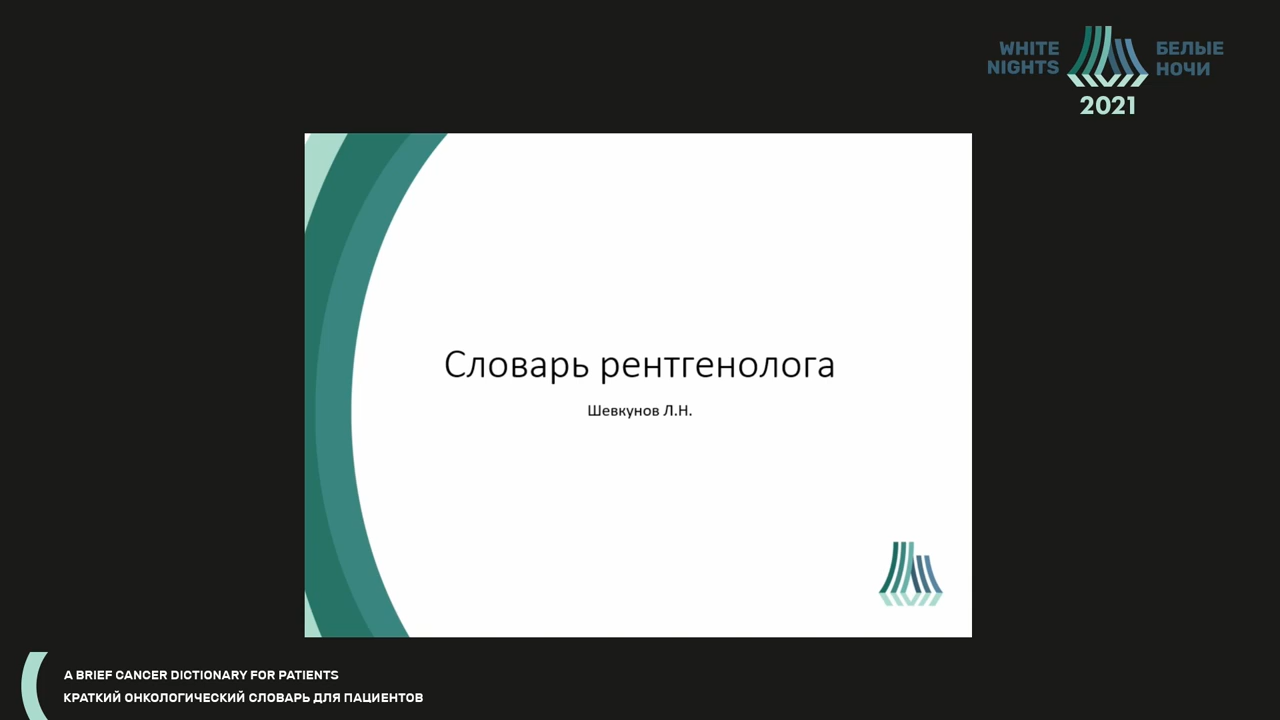 WHITE
NIGHTS
БЕЛЫЕ
НОЧИ
2021
Словарь рентгенолога
Шевкунов Л.Н.
A BRIEF CANCER DICTIONARY FOR PATIENTS
КРАТКИЙ ОНКОЛОГИЧЕСКИЙ СЛОВАРЬ ДЛЯ ПАЦИЕНТОВ